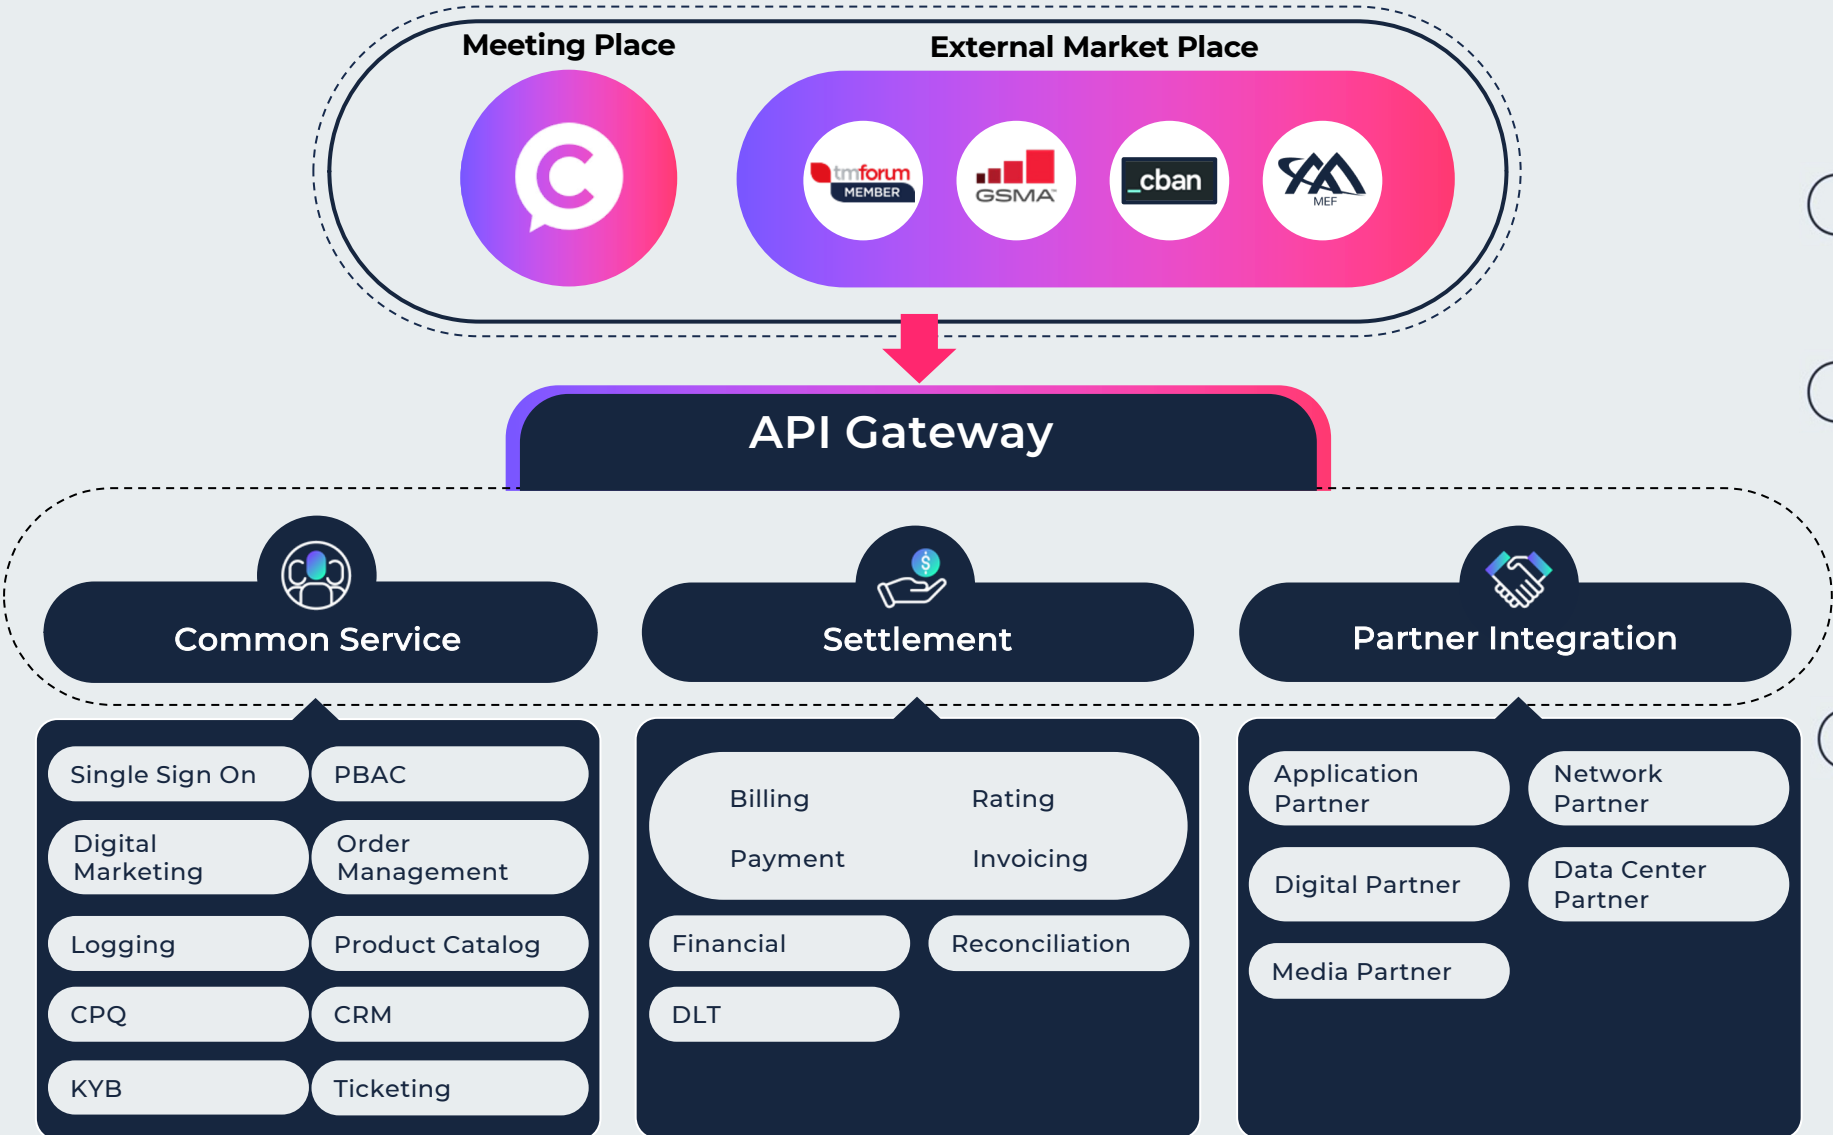 Meeting Place
External Market Place
C
tmforum
MEMBER
GSMA™
_cban
MEF
API Gateway
$
Common Service
Settlement
Partner Integration
Single Sign On
PBAC
Digital
Marketing
Order
Management
Logging
Product Catalog
CPQ
CRM
KYB
Ticketing
Billing
Rating
Payment
Invoicing
Financial
Reconciliation
DLT
Application
Partner
Network
Partner
Digital Partner
Data Center
Partner
Media Partner